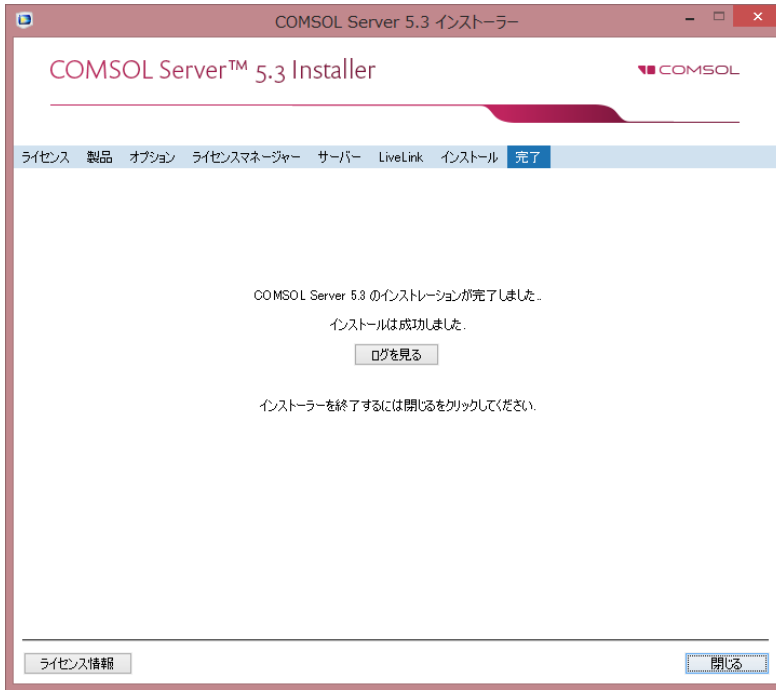 COMSOL Server 5.3 インストーラー
COMSOL Server™ 5.3 Installer
COMSOL
ライセンス 製品 オプション ライセンスマネージャー サーバー LiveLink インストール 完了
COMSOL Server 5.3 のインストレーションが完了しました..
インストールは成功しました.
ログを見る
インストーラーを終了するには閉じるをクリックしてください.
ライセンス情報 閉じる